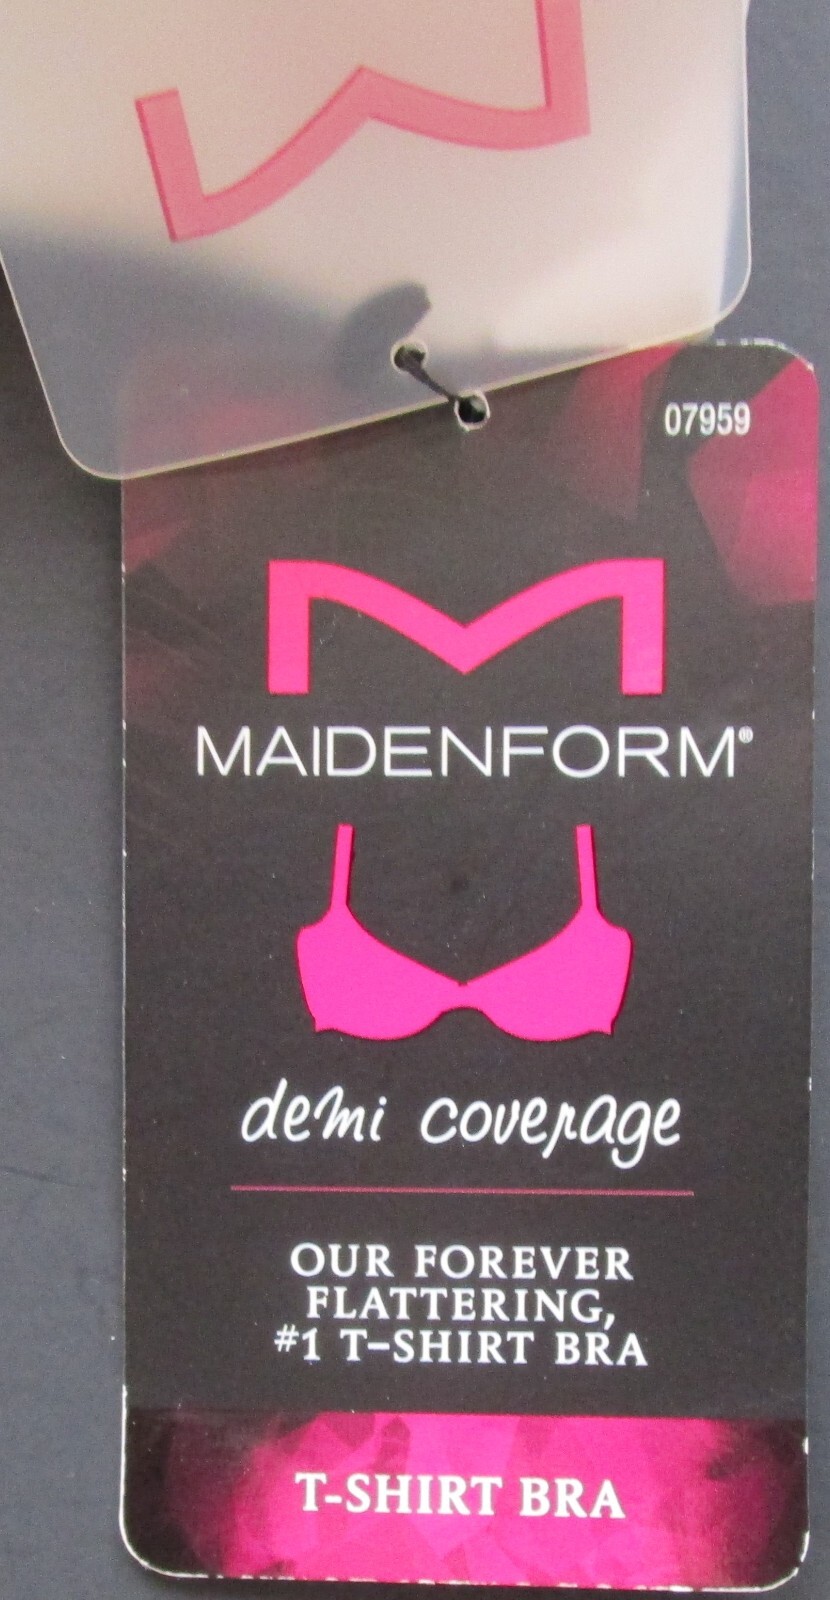 07959
MAIDENFORM®
demi coverage
OUR FOREVER
FLATTERING,
#1 T-SHIRT BRA
T-SHIRT BRA